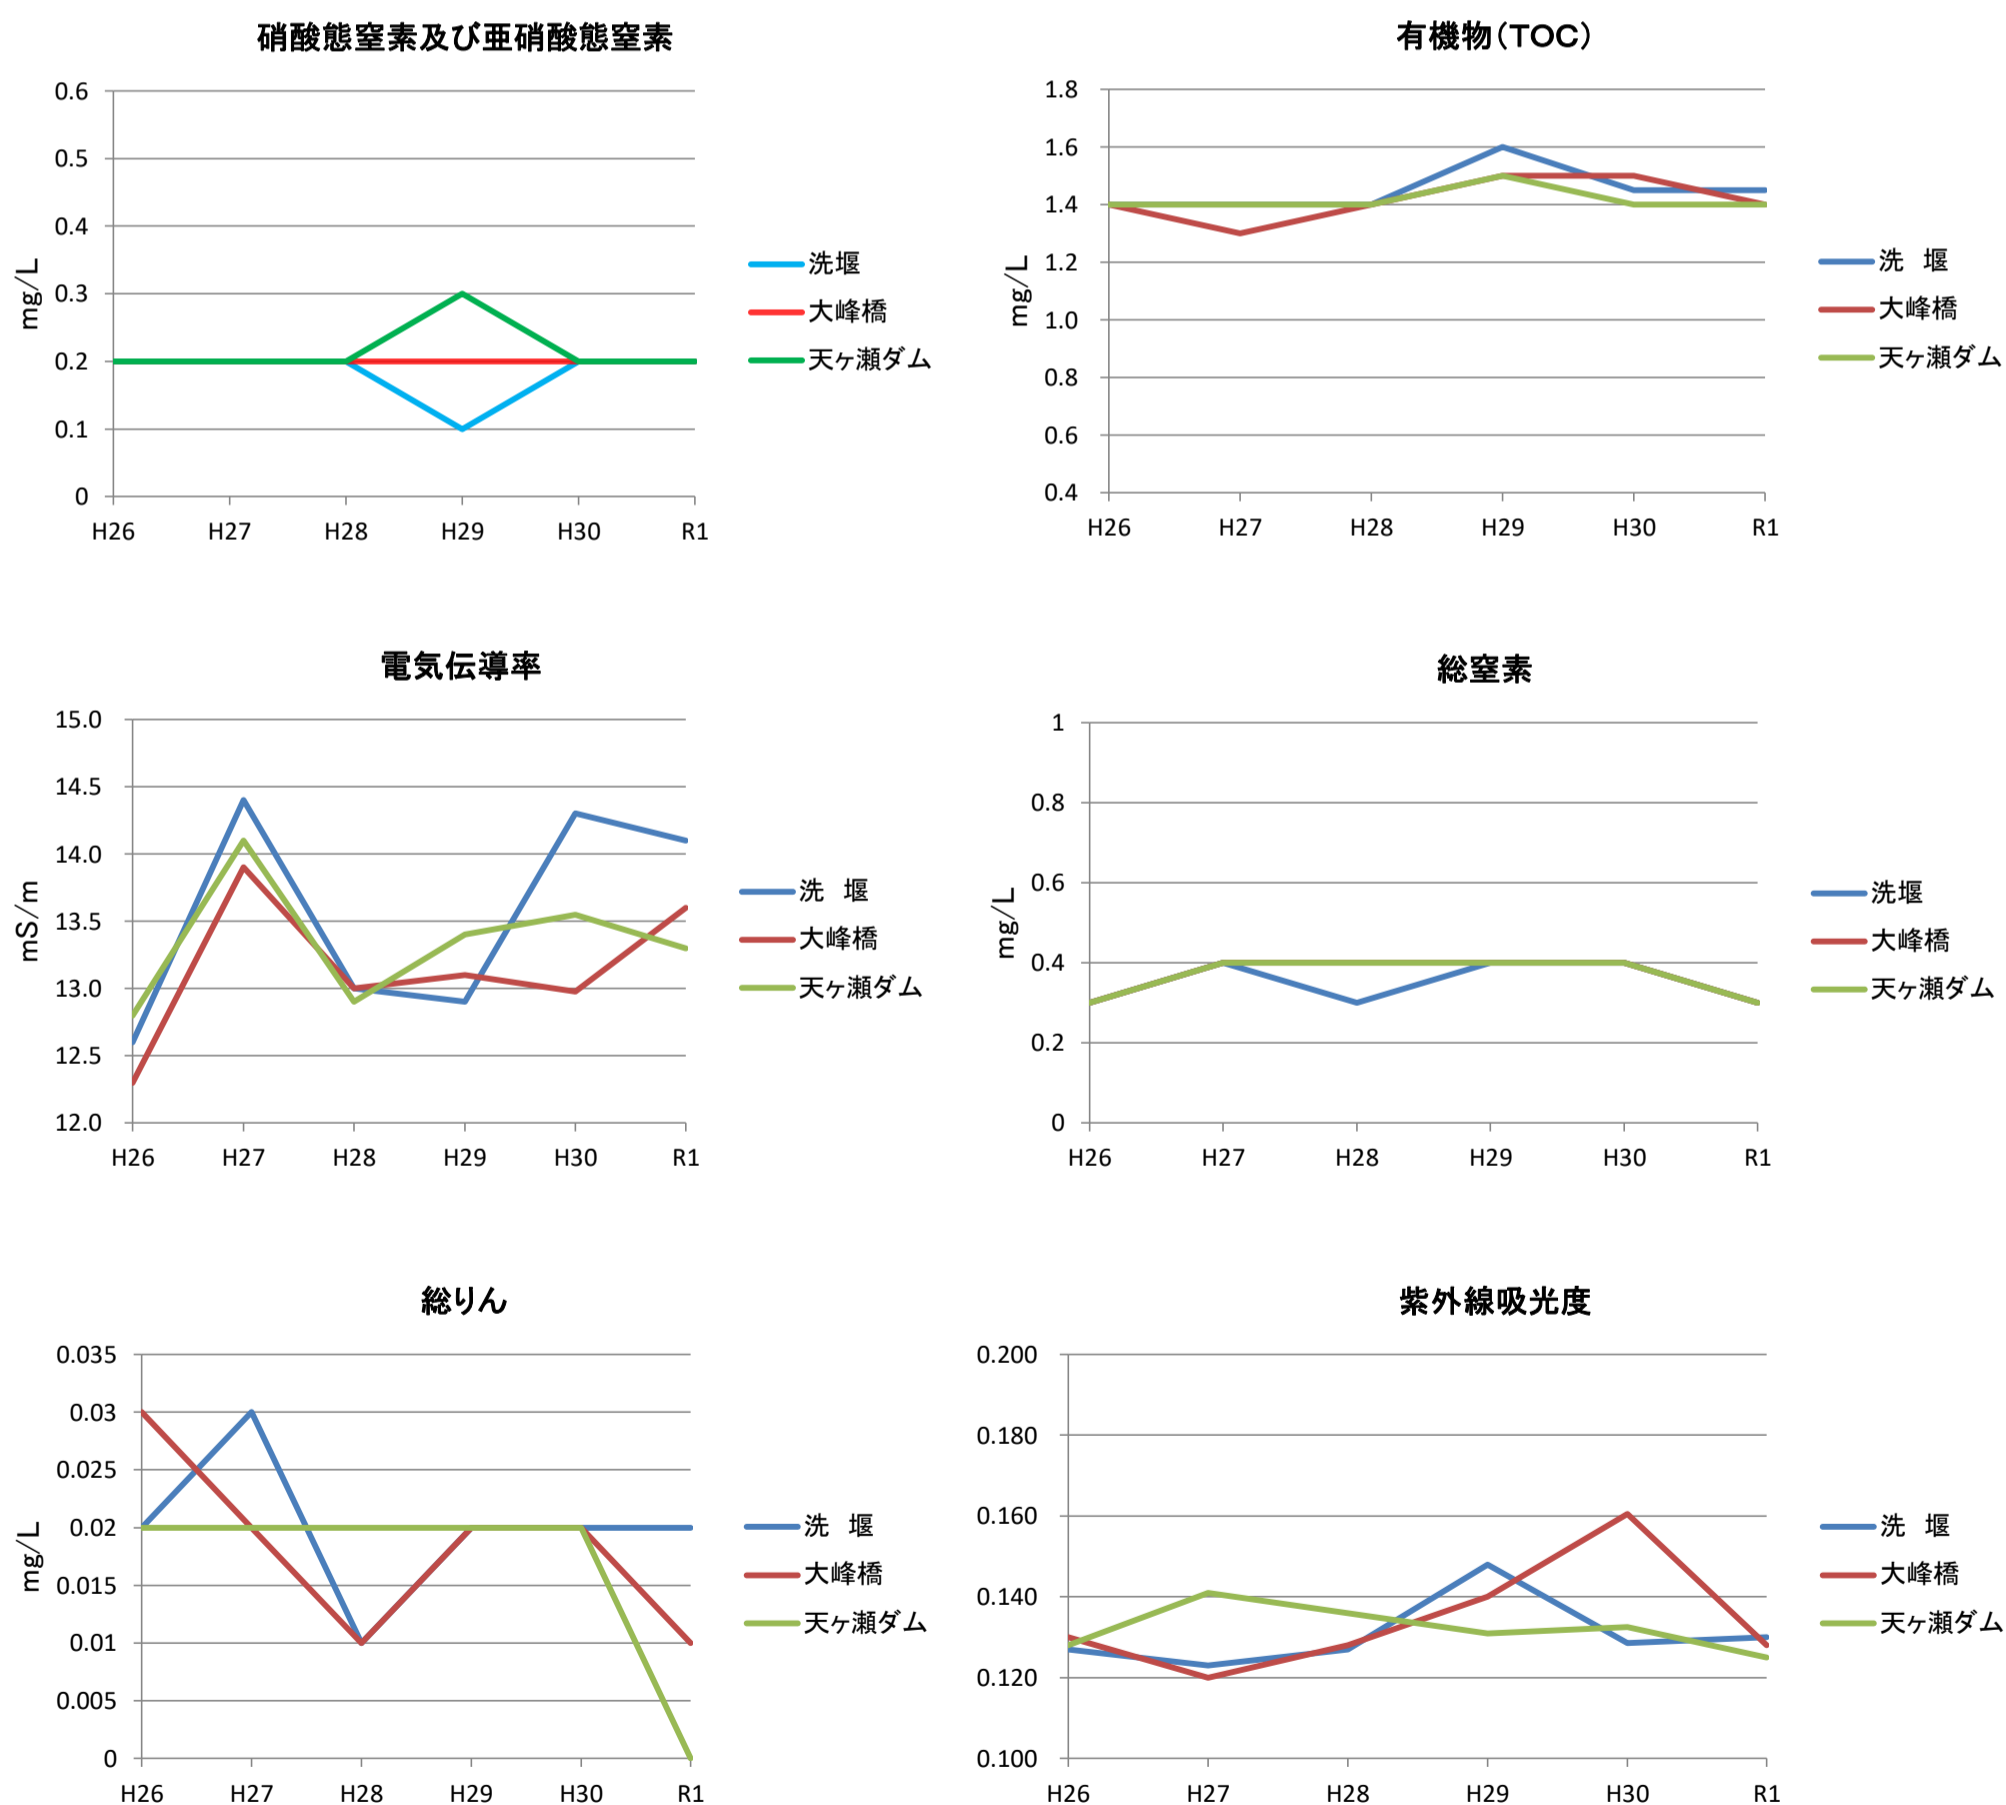 硝酸態窒素及び亜硝酸態窒素
0.6
0.5
0.4
0.3
0.2
0.1
0
mg/L
H26 H27 H28 H29 H30 R1
洗堰
大峰橋
天ヶ瀬ダム
有機物(TOC)
1.8
1.6
1.4
1.2
1.0
0.8
0.6
0.4
mg/L
H26 H27 H28 H29 H30 R1
洗 堰
大峰橋
天ヶ瀬ダム
電気伝導率
15.0
14.5
14.0
13.5
13.0
12.5
12.0
mS/m
H26 H27 H28 H29 H30 R1
洗 堰
大峰橋
天ヶ瀬ダム
総窒素
1
0.8
0.6
0.4
0.2
0
mg/L
H26 H27 H28 H29 H30 R1
洗堰
大峰橋
天ヶ瀬ダム
総りん
0.035
0.03
0.025
0.02
0.015
0.01
0.005
0
mg/L
H26 H27 H28 H29 H30 R1
洗 堰
大峰橋
天ヶ瀬ダム
紫外線吸光度
0.200
0.180
0.160
0.140
0.120
0.100
H26 H27 H28 H29 H30 R1
洗 堰
大峰橋
天ヶ瀬ダム